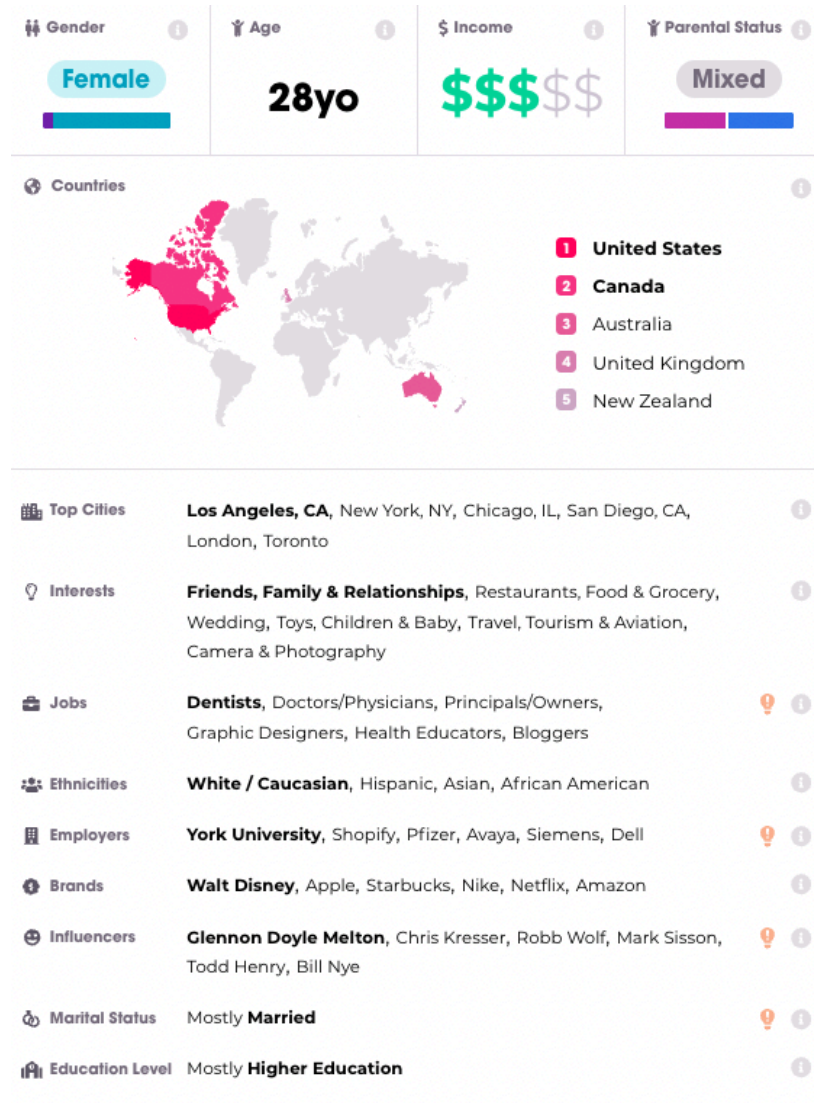 Gender
Age
$ Income
Parental Status
Female
28yo
$$$$$
Mixed
Countries
1 United States
2 Canada
3 Australia
4 United Kingdom
5 New Zealand
Top Cities
Los Angeles, CA, New York, NY, Chicago, IL, San Diego, CA,
London, Toronto
Interests
Friends, Family & Relationships, Restaurants, Food & Grocery,
Wedding, Toys, Children & Baby, Travel, Tourism & Aviation,
Camera & Photography
Jobs
Dentists, Doctors/Physicians, Principals/Owners,
Graphic Designers, Health Educators, Bloggers
Ethnicities
White / Caucasian, Hispanic, Asian, African American
Employers
York University, Shopify, Pfizer, Avaya, Siemens, Dell
Brands
Walt Disney, Apple, Starbucks, Nike, Netflix, Amazon
Influencers
Glennon Doyle Melton, Chris Kresser, Robb Wolf, Mark Sisson,
Todd Henry, Bill Nye
Marital Status
Mostly Married
Education Level
Mostly Higher Education